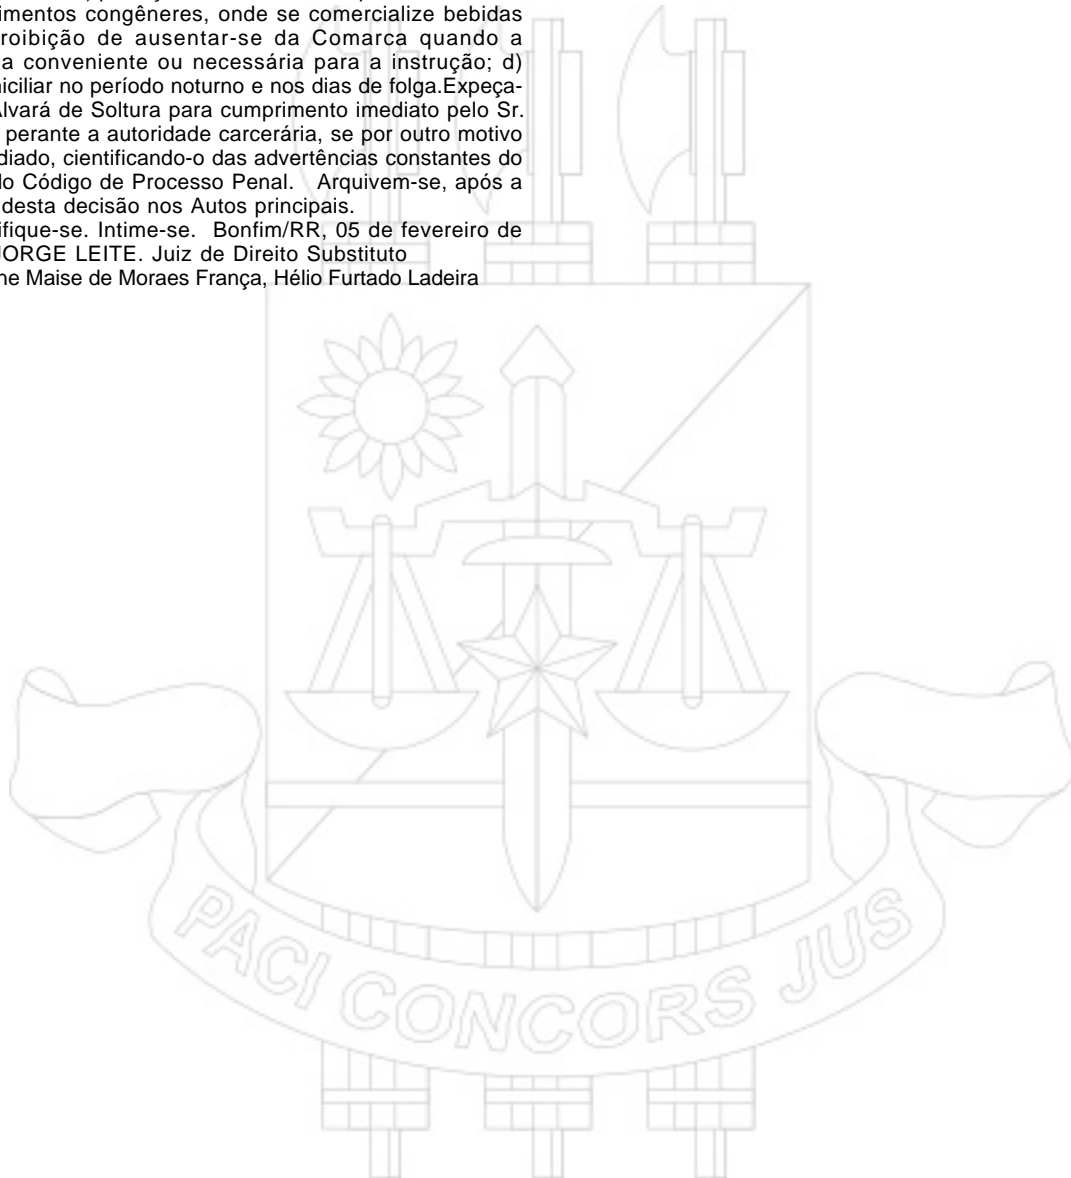 imentos congêneres, onde se comercialize bebidas
roibição de ausentar-se da Comarca quando a
a conveniente ou necessária para a instrução; d)
niciliar no período noturno e nos dias de folga.Expeça-
Alvará de Soltura para cumprimento imediato pelo Sr.
perante a autoridade carcerária, se por outro motivo
diado, cientificando-o das advertências constantes do
do Código de Processo Penal. Arquivem-se, após a
desta decisão nos Autos principais.
ifique-se. Intime-se. Bonfim/RR, 05 de fevereiro de
JORGE LEITE. Juiz de Direito Substituto
ne Maise de Moraes França, Hélio Furtado Ladeira
PACI CONCORS JUS